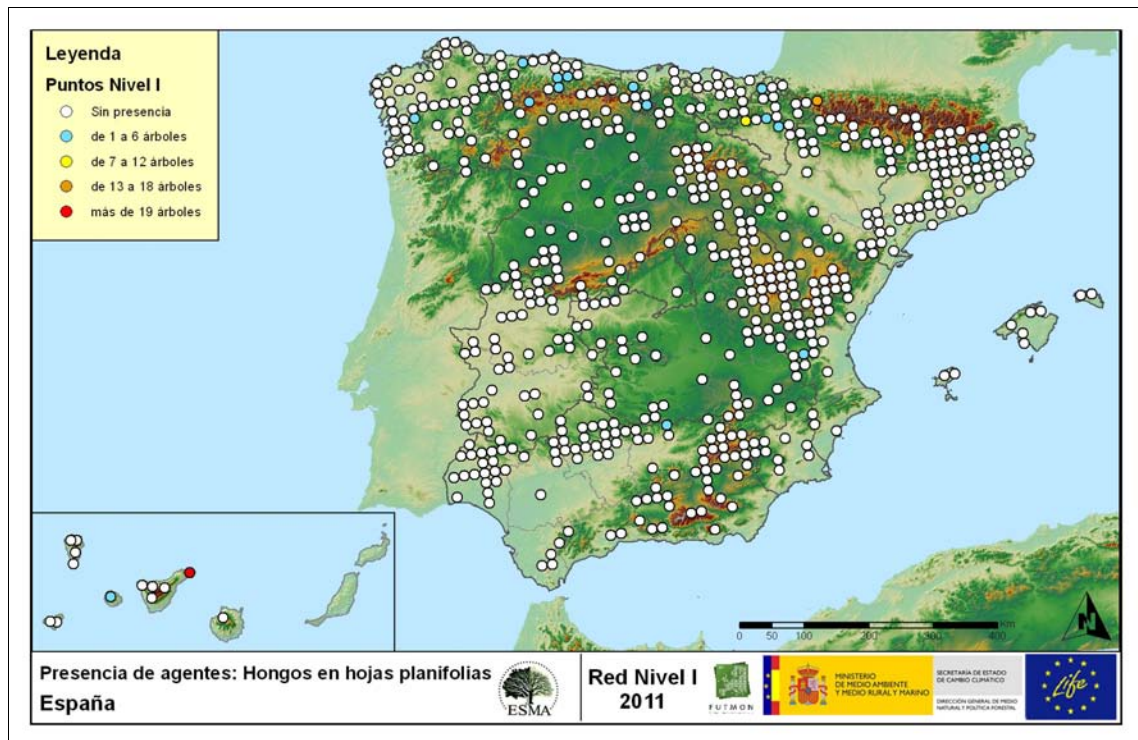 Leyenda
Puntos Nivel I
Sin presencia
de 1 a 6 árboles
de 7 a 12 árboles
de 13 a 18 árboles
más de 19 árboles
N
Km
0 50 100 200 300 400
Presencia de agentes: Hongos en hojas planifolias
España
ESMA
Red Nivel I
2011
FUTMON
MINISTERIO
DE MEDIO AMBIENTE
Y MEDIO RURAL Y MARINO
SECRETARÍA DE ESTADO
DE CAMBIO CLIMÁTICO
DIRECCIÓN GENERAL DE MEDIO
NATURAL Y POLÍTICA FORESTAL
Life